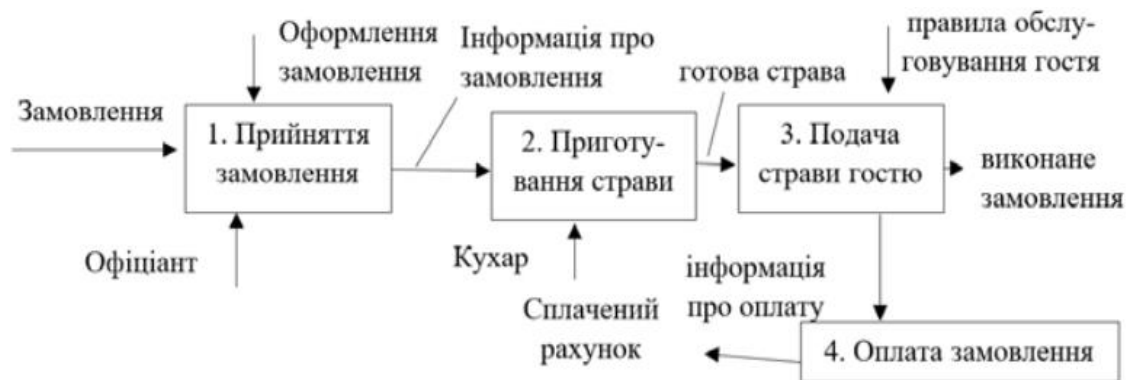 Замовлення
Оформлення
замовлення
1. Прийняття
замовлення
Офіціант
Інформація про
замовлення
2. Приготу-
вання страви
Кухар
готова страва
правила обслу-
говування гостя
3. Подача
страви гостю
виконане
замовлення
інформація
про оплату
4. Оплата замовлення
Сплачений
рахунок